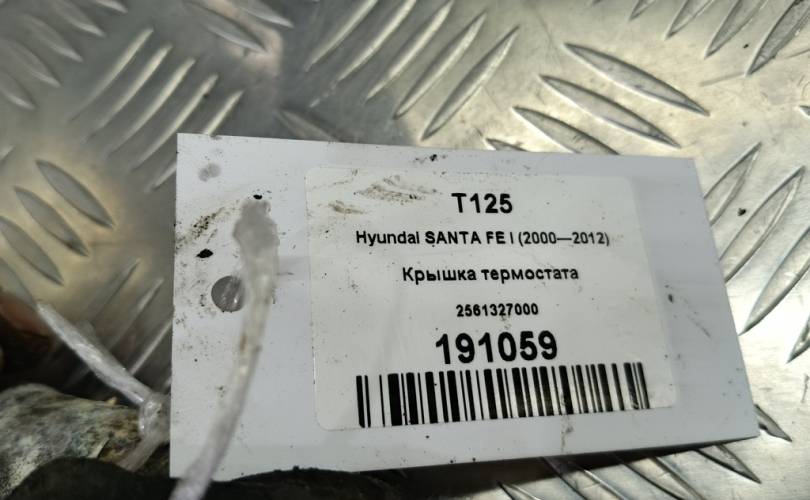 T125
Hyundai SANTA FE I (2000—2012)
Крышка термостата
2561327000
191059